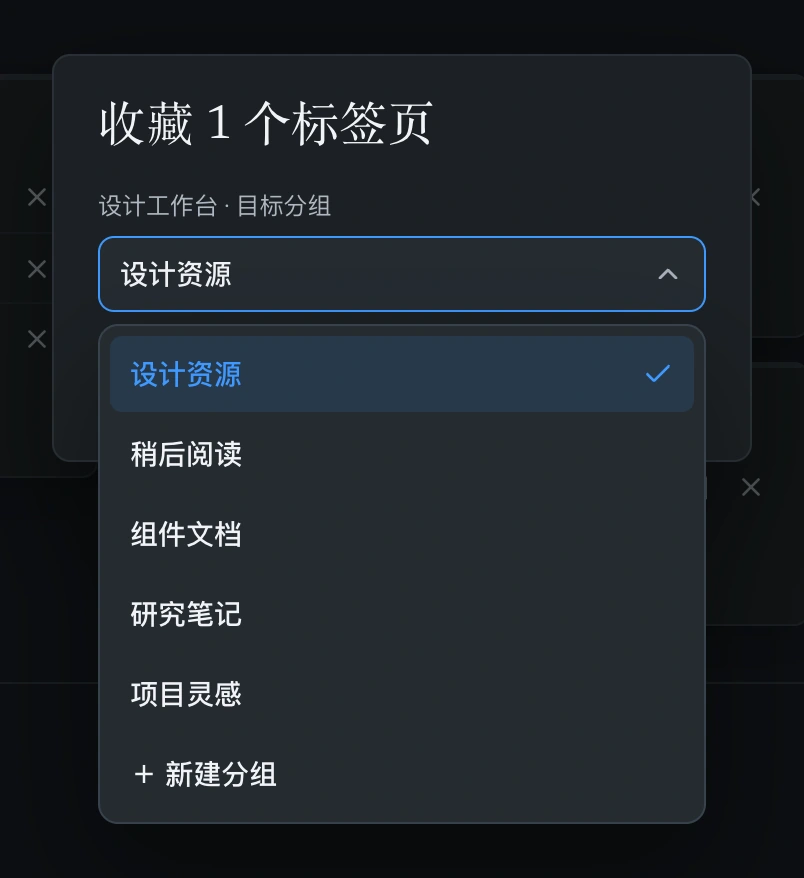 收藏 1 个标签页
设计工作台 · 目标分组
设计资源
设计资源
稍后阅读
组件文档
研究笔记
项目灵感
+ 新建分组